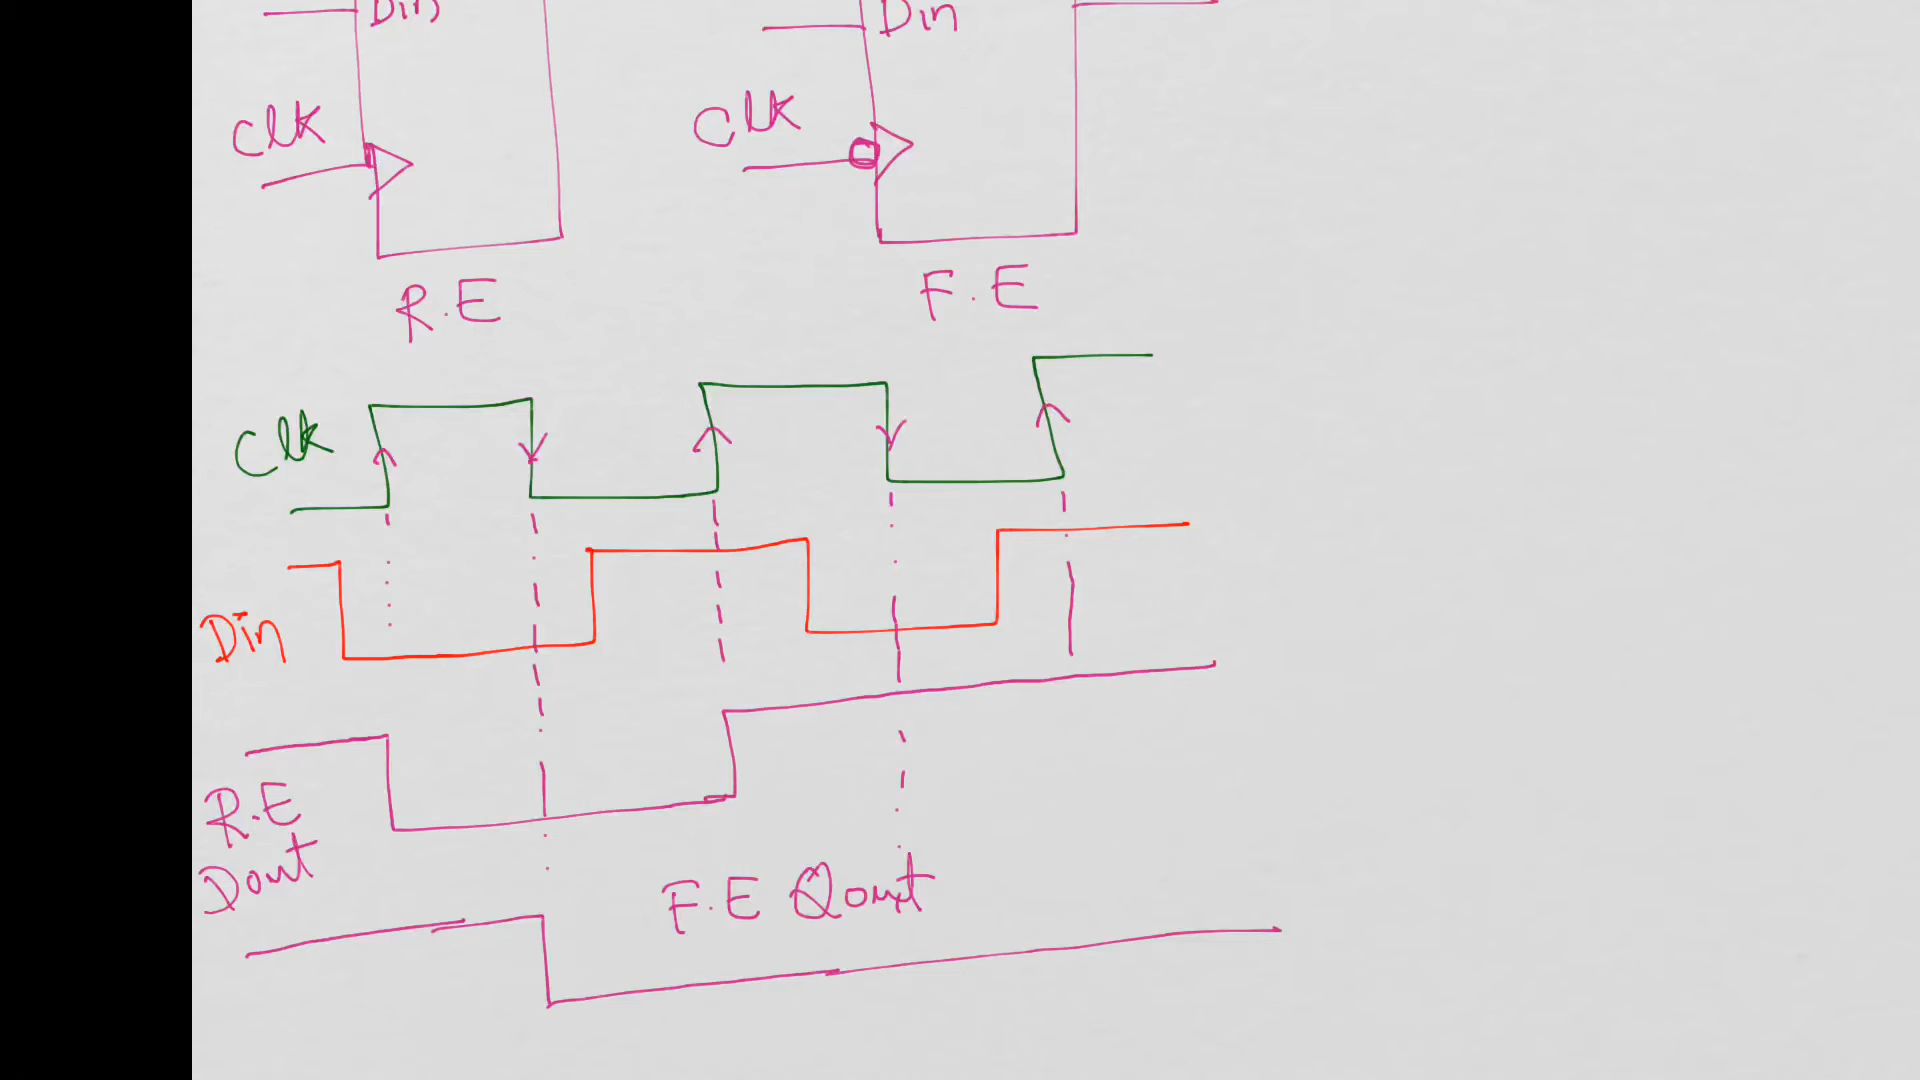 Din
Din
Clk
Clk
R.E
F.E
Clk
Din
R.E
Dout
F.E Qout